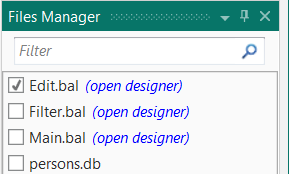 Files Manager
Filter
Edit.bal (open designer)
Filter.bal (open designer)
Main.bal (open designer)
persons.db